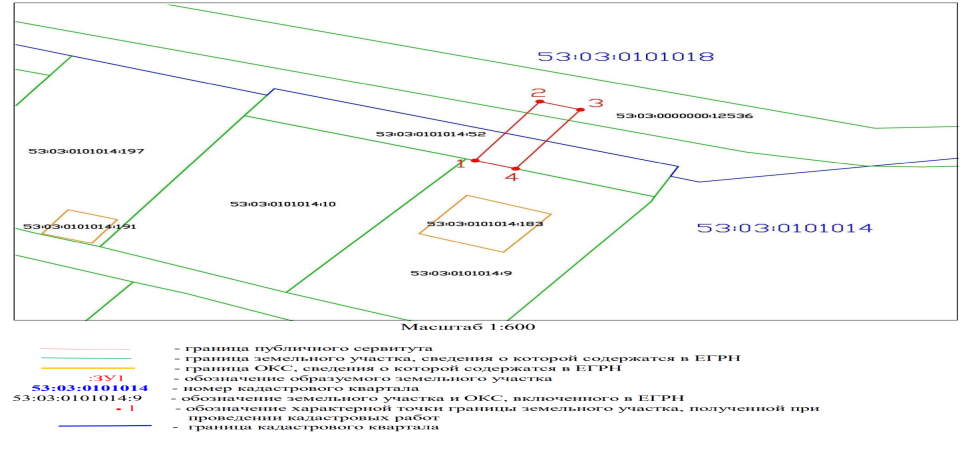 53:03:0101018
2
3
53:03:0000000:12536
53:03:0101014:52
53:03:0101014:197
1
4
53:03:0101014:10
53:03:0101014:191
53:03:0101014:183
53:03:0101014
53:03:0101014:9
Масштаб 1:600
- граница публичного сервитута
- граница земельного участка, сведения о которой содержатся в ЕГРН
- граница ОКС, сведения о которой содержатся в ЕГРН
:ЗУ1 - обозначение образуемого земельного участка
53:03:0101014 - номер кадастрового квартала
53:03:0101014:9 - обозначение земельного участка и ОКС, включенного в ЕГРН
• 1 - обозначение характерной точки границы земельного участка, полученной при
проведении кадастровых работ
- граница кадастрового квартала